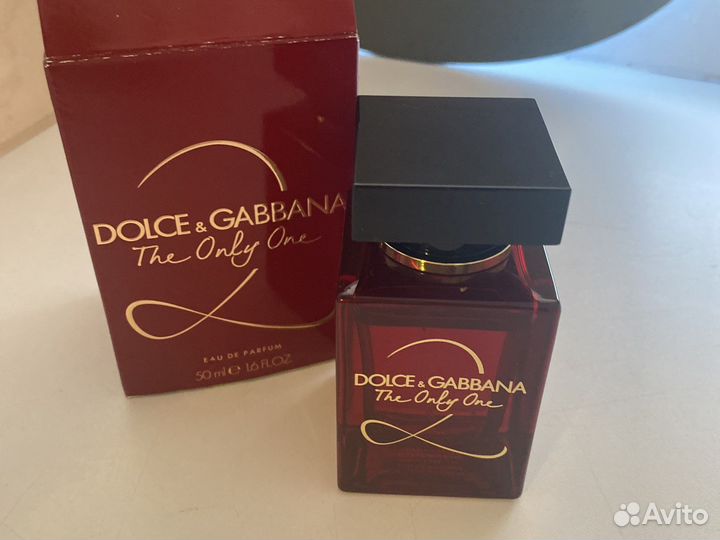 DOLCE & GABBANA
The Only One
EAU DE PARFUM
50 ml e 1.6 FL.OZ
DOLCE & GABBANA
The Only One
Avito